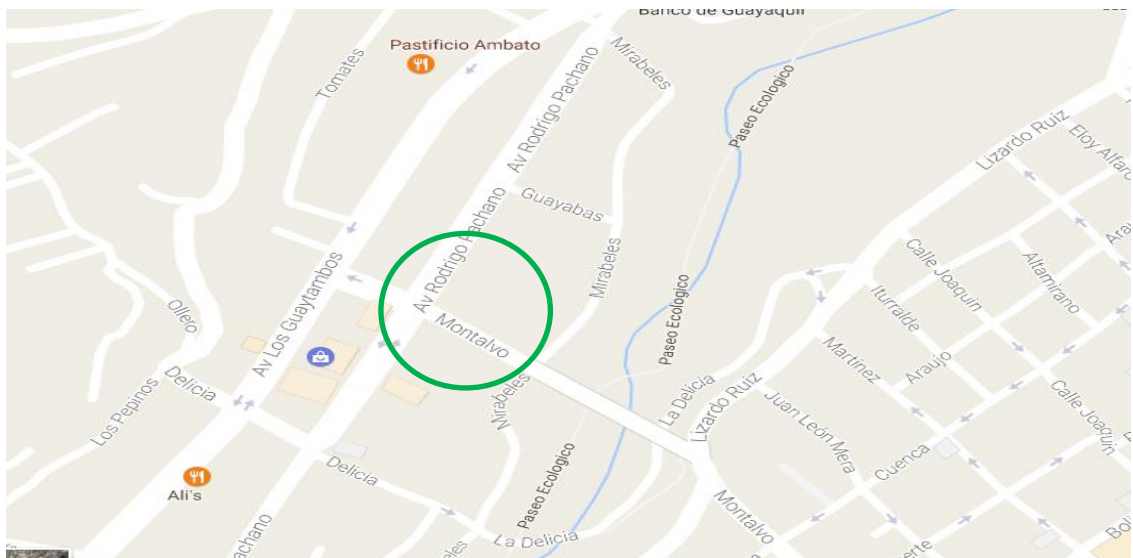 Banco de Guayaquil
Pastificio Ambato
Mirabeles
Tomates
Av Rodrigo Pachano
Paseo Ecologico
Lizardo Ruiz
Eloy Alfaro
Guayabas
Av Rodrigo Pachano
Mirabeles
Calle Joaquin
Altamirano
Ollero
Av Los Guaytambos
Montalvo
Paseo Ecologico
Iturralde
Martinez
Araujo
Delicia
Los Pepinos
Mirabeles
La Delicia
Lizardo Ruiz
Juan León Mera
Calle Joaquin
Cuenca
Delicia
Ali's
Paseo Ecologico
Montalvo
La Delicia